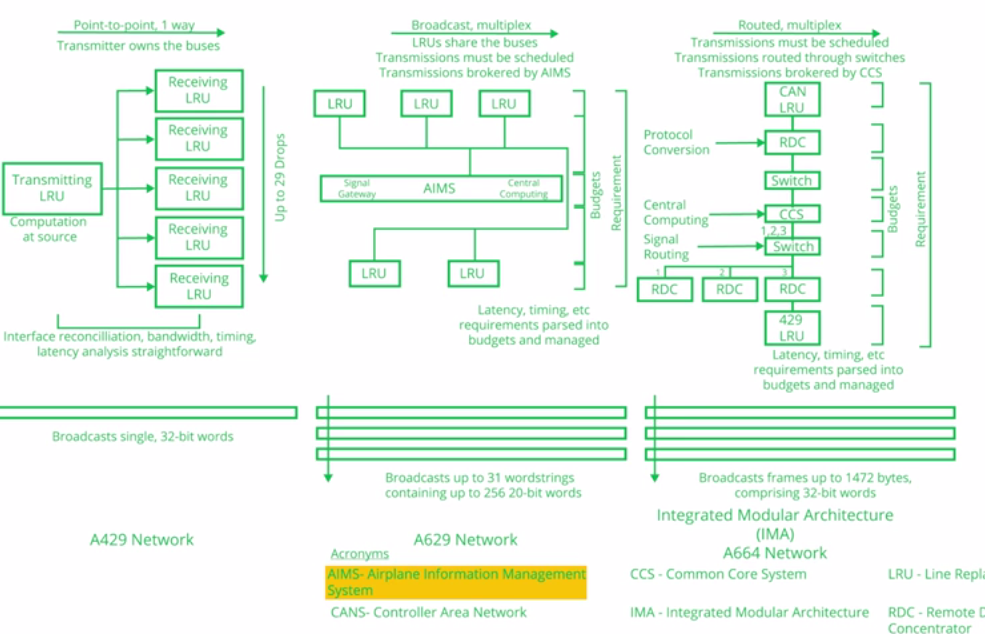 Point-to-point, 1 way
Transmitter owns the buses
Receiving
LRU
Receiving
LRU
Transmitting
LRU
Receiving
LRU
Computation
at source
Receiving
LRU
Receiving
LRU
Up to 29 Drops
Interface reconcilliation, bandwidth, timing,
latency analysis straightforward
Broadcasts single, 32-bit words
A429 Network
Broadcast, multiplex
LRUs share the buses
Transmissions must be scheduled
Transmissions brokered by AIMS
LRU
LRU
LRU
Signal
Gateway
AIMS
Central
Computing
LRU
LRU
Budgets
Requirement
Latency, timing, etc
requirements parsed into
budgets and managed
Broadcasts up to 31 wordstrings
containing up to 256 20-bit words
A629 Network
Routed, multiplex
Transmissions must be scheduled
Transmissions routed through switches
Transmissions brokered by CCS
CAN
LRU
Protocol
Conversion
RDC
Switch
Central
Computing
CCS
1,2,3
Signal
Routing
Switch
1
2
3
RDC
RDC
RDC
429
LRU
Budgets
Requirement
Latency, timing, etc
requirements parsed into
budgets and managed
Broadcasts frames up to 1472 bytes,
comprising 32-bit words
Integrated Modular Architecture
(IMA)
A664 Network
Acronyms
AIMS- Airplane Information Management
System
CCS - Common Core System
LRU - Line
CANS- Controller Area Network
IMA - Integrated Modular Architecture
RDC - Remote
Concentrator